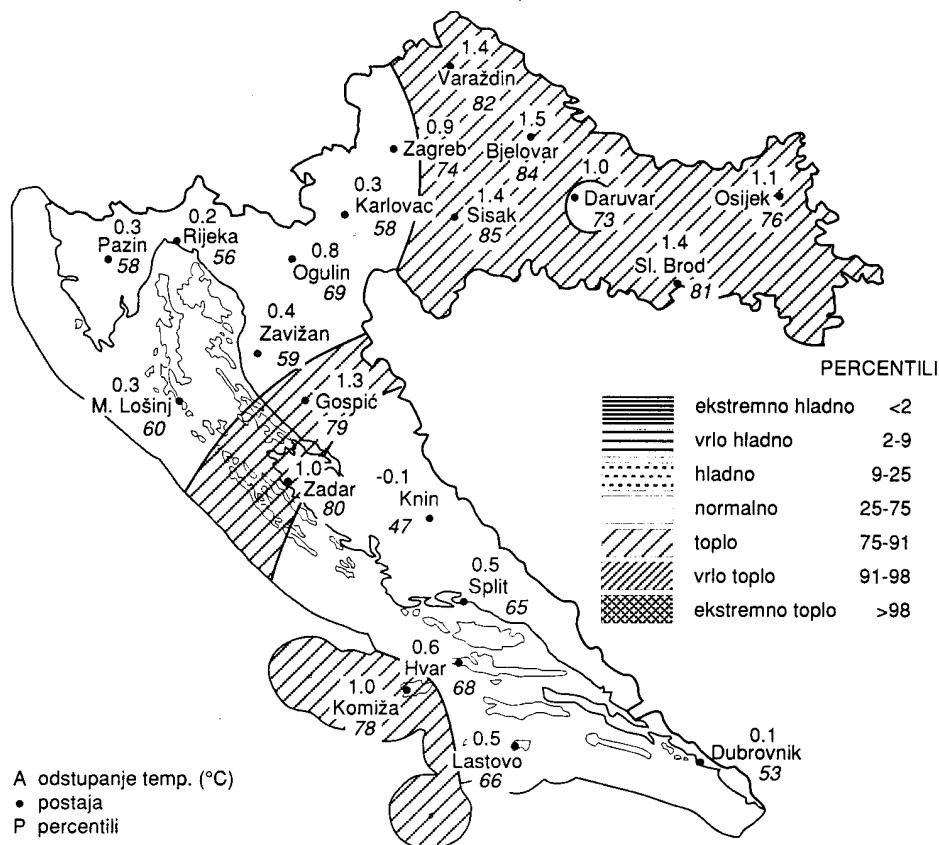 1.4
Varaždin
82
1.5
Bjelovar
84
0.9
Zagreb
74
1.0
Daruvar
73
1.1
Osijek
76
0.3
Karlovac
58
1.4
Sisak
85
1.4
Sl. Brod
81
0.3
Pazin
58
0.2
Rijeka
56
0.8
Ogulin
69
0.4
Zavižan
59
0.3
M. Lošinj
60
1.3
Gospić
79
1.0
Zadar
80
-0.1
Knin
47
0.5
Split
65
0.6
Hvar
68
1.0
Komiža
78
0.5
Lastovo
66
0.1
Dubrovnik
53
PERCENTILI
ekstremno hladno <2
vrlo hladno 2-9
hladno 9-25
normalno 25-75
toplo 75-91
vrlo toplo 91-98
ekstremno toplo >98
A odstupanje temp. (°C)
• postaja
P percentili